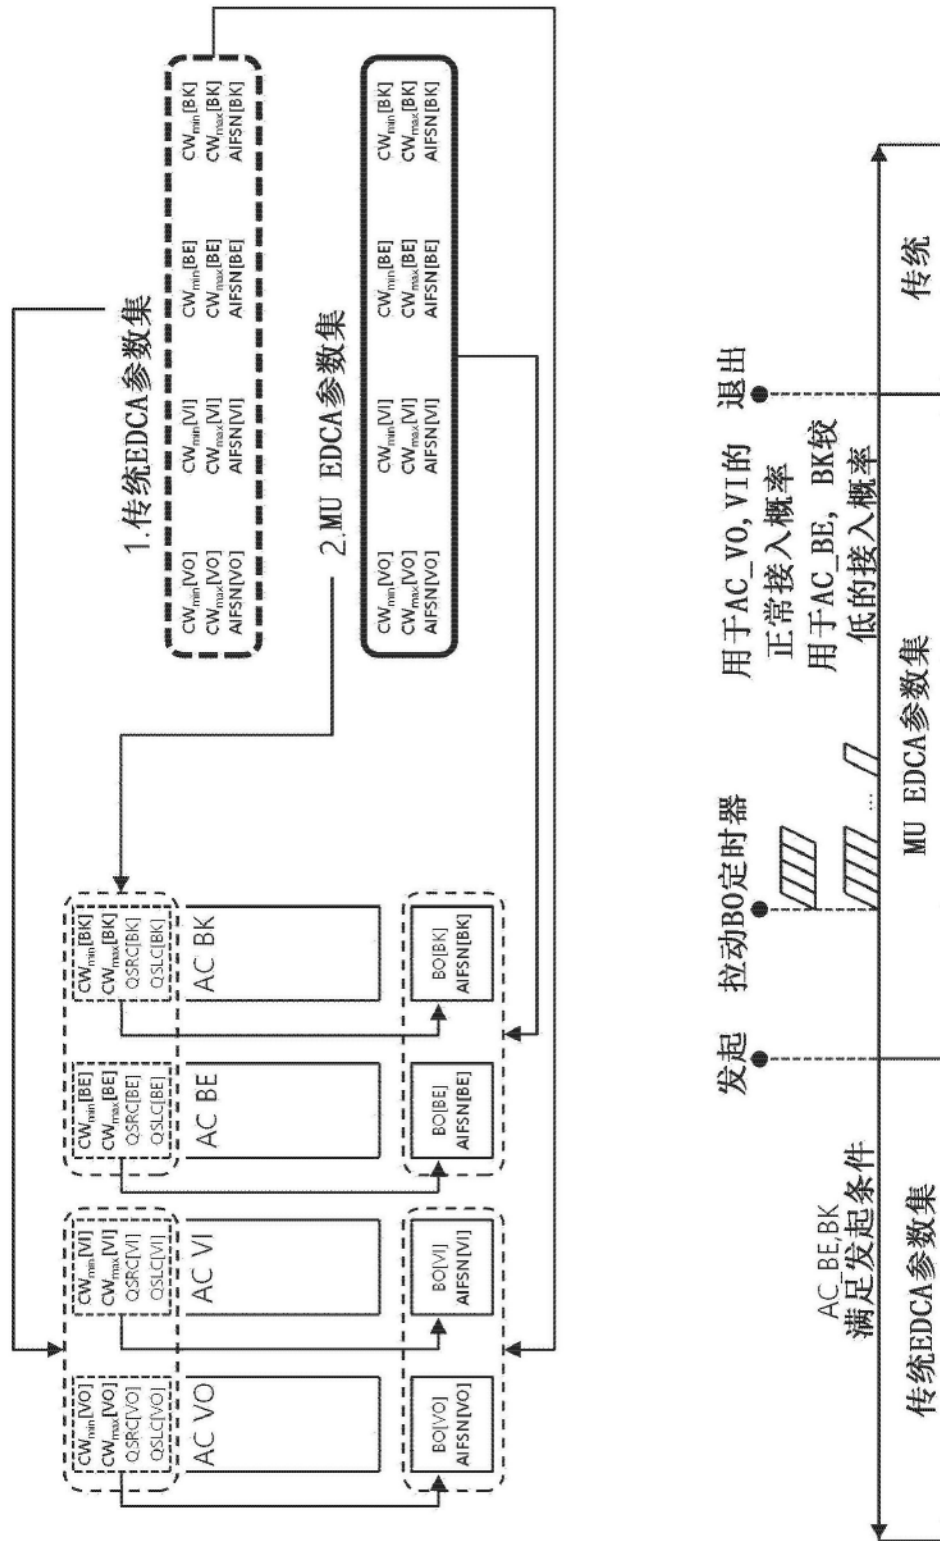 CWmin[VO]
CWmax[VO]
QSRC[VO]
QSLC[VO]
AC VO
BO[VO]
AIFSN[VO]
CWmin[VI]
CWmax[VI]
QSRC[VI]
QSLC[VI]
AC VI
BO[VI]
AIFSN[VI]
CWmin[BE]
CWmax[BE]
QSRC[BE]
QSLC[BE]
AC BE
BO[BE]
AIFSN[BE]
CWmin[BK]
CWmax[BK]
QSRC[BK]
QSLC[BK]
AC BK
BO[BK]
AIFSN[BK]
1.传统EDCA参数集
CWmin[VO]
CWmax[VO]
AIFSN[VO]
CWmin[VI]
CWmax[VI]
AIFSN[VI]
CWmin[BE]
CWmax[BE]
AIFSN[BE]
CWmin[BK]
CWmax[BK]
AIFSN[BK]
2.MU EDCA参数集
CWmin[VO]
CWmax[VO]
AIFSN[VO]
CWmin[VI]
CWmax[VI]
AIFSN[VI]
CWmin[BE]
CWmax[BE]
AIFSN[BE]
CWmin[BK]
CWmax[BK]
AIFSN[BK]
AC_BE,BK
满足发起条件
发起
拉动BO定时器
...
用于AC_VO,VI的
正常接入概率
用于AC_BE, BK较
低的接入概率
退出
传统EDCA参数集
MU EDCA参数集
传统